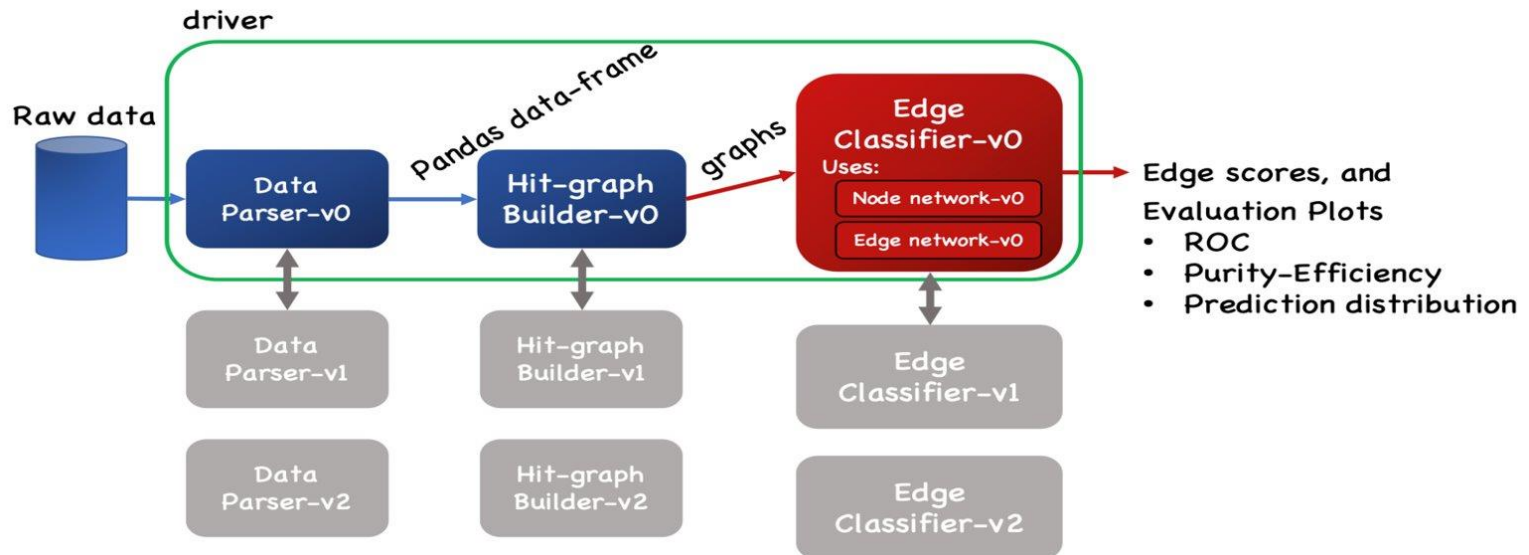 driver
Raw data
Data
Parser-v0
Pandas data-frame
Hit-graph
Builder-v0
graphs
Edge
Classifier-v0
Uses:
Node network-v0
Edge network-v0
Edge scores, and
Evaluation Plots
• ROC
• Purity-Efficiency
• Prediction distribution
Data
Parser-v1
Hit-graph
Builder-v1
Edge
Classifier-v1
Data
Parser-v2
Hit-graph
Builder-v2
Edge
Classifier-v2